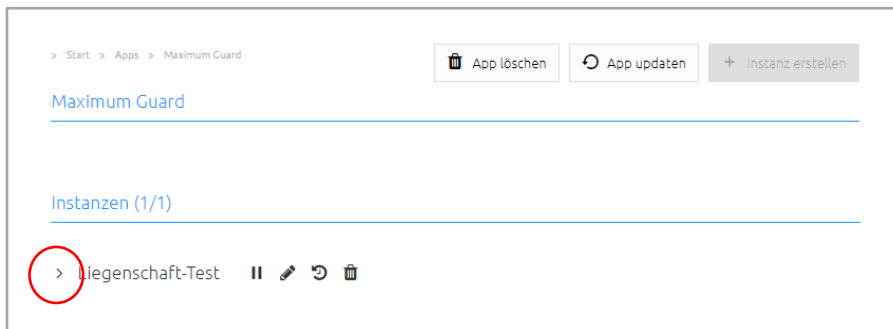 > Start > Apps > Maximum Guard
App löschen
App updaten
+ Instanz erstellen
Maximum Guard
Instanzen (1/1)
> Liegenschaft-Test